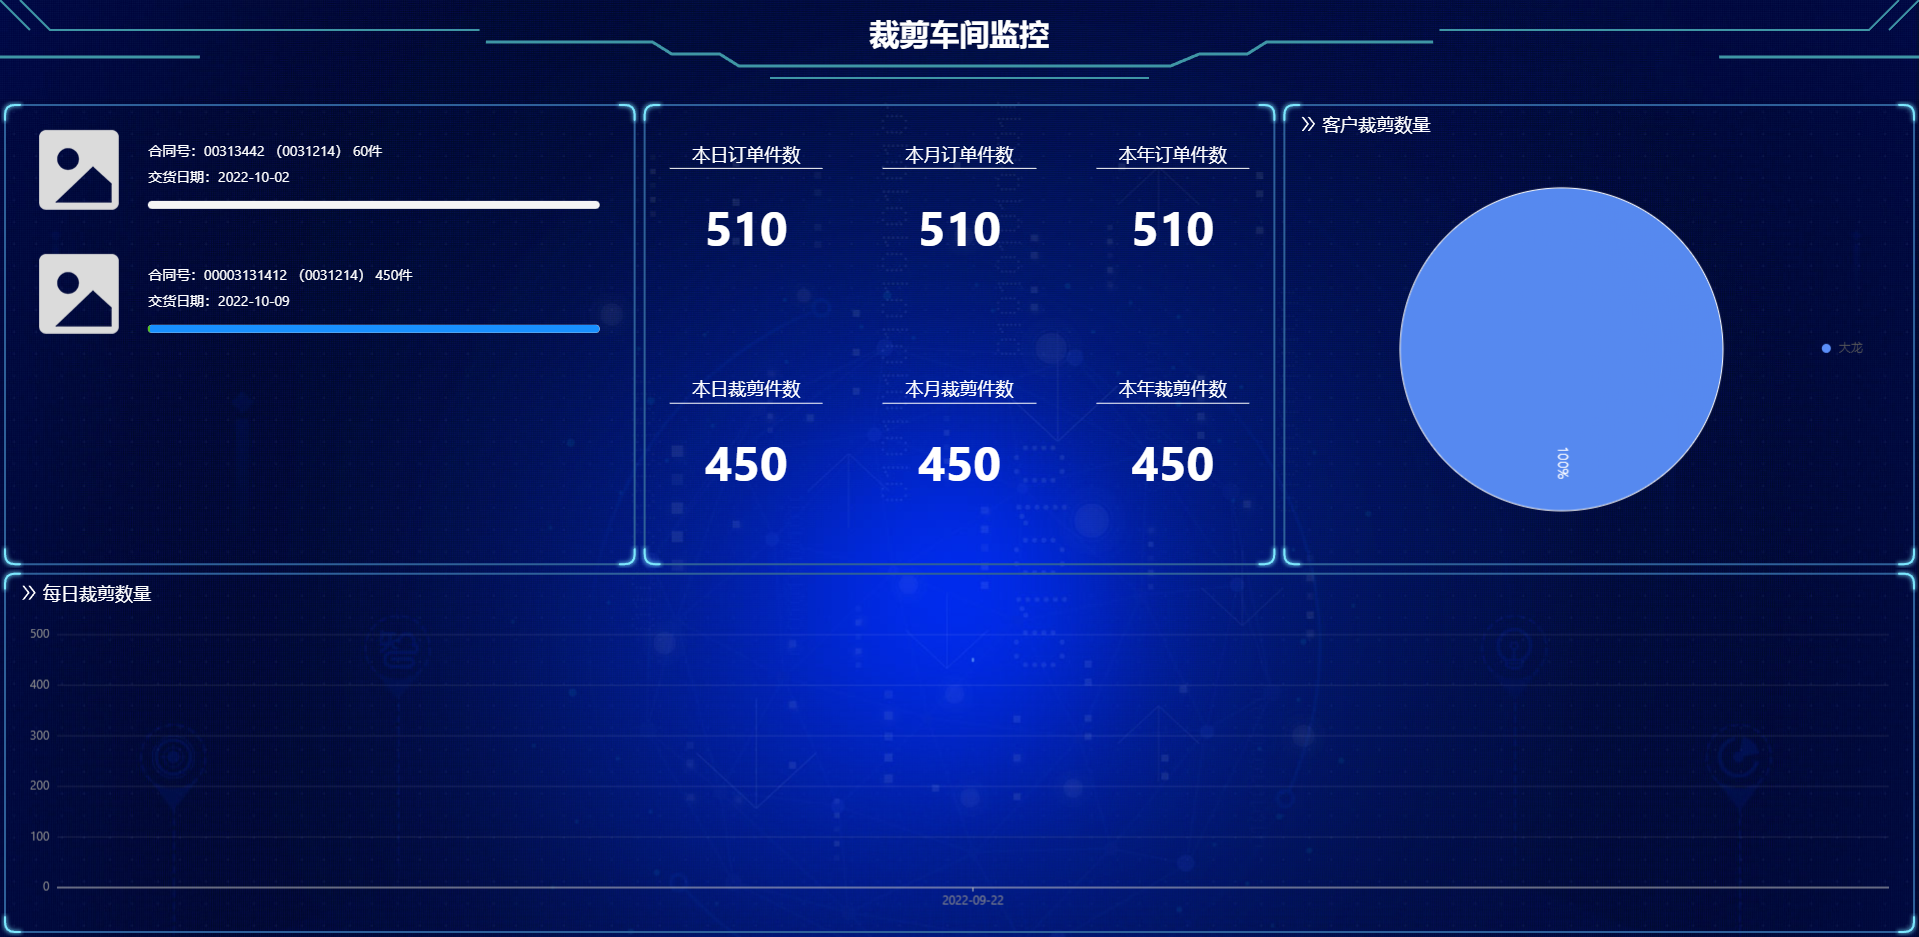 裁剪车间监控
合同号：00313442 （0031214） 60件
交货日期：2022-10-02
合同号：00003131412 （0031214） 450件
交货日期：2022-10-09
本日订单件数 本月订单件数 本年订单件数
510 510 510
本日裁剪件数 本月裁剪件数 本年裁剪件数
450 450 450
客户裁剪数量
100%
大龙
每日裁剪数量
500
400
300
200
100
0
2022-09-22